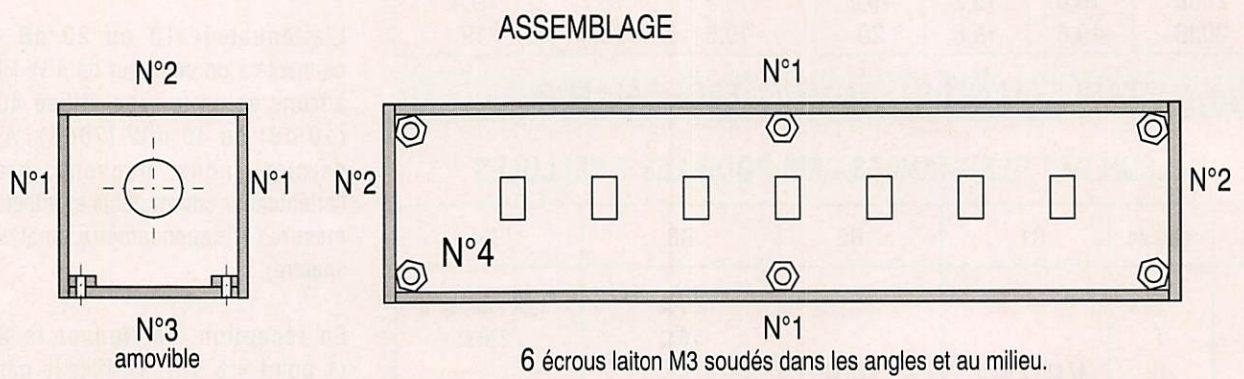 ASSEMBLAGE
N°2
N°1
N°1
N°3
amovible
N°1
N°2
N°2
N°4
N°1
6 écrous laiton M3 soudés dans les angles et au milieu.